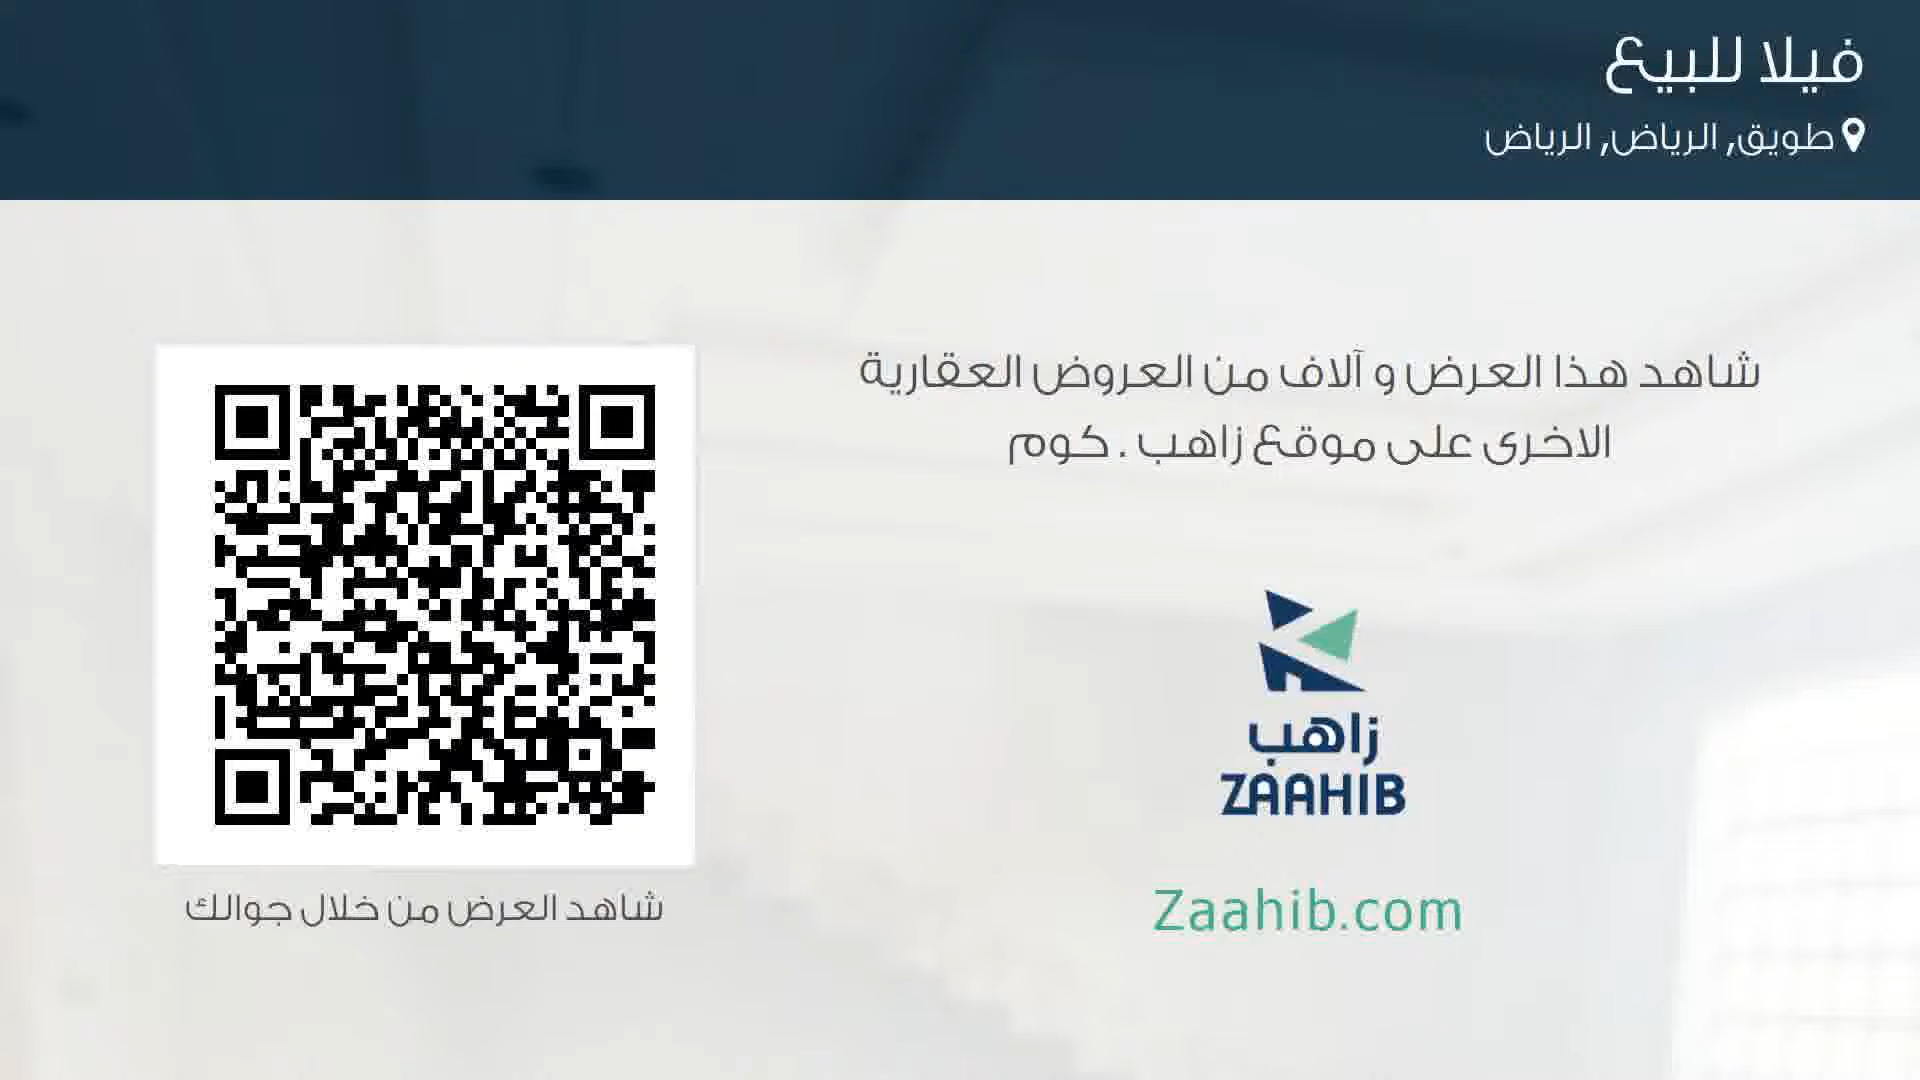 فيلا للبيع
طويق, الرياض, الرياض
شاهد هذا العرض و آلاف من العروض العقارية
الاخرى على موقع زاهب . كوم
زاهب
ZAAHIB
Zaahib.com
شاهد العرض من خلال جوالك